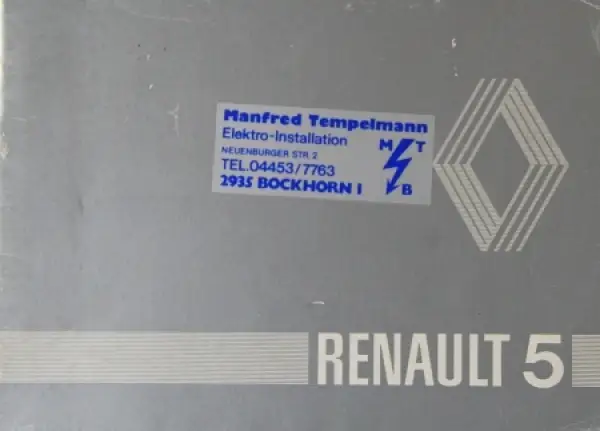 Manfred Tempelmann
Elektro-Installation
NEUENBURGER STR. 2
TEL.04453/7763
2935 BOCKHORN I
M T
B
RENAULT 5